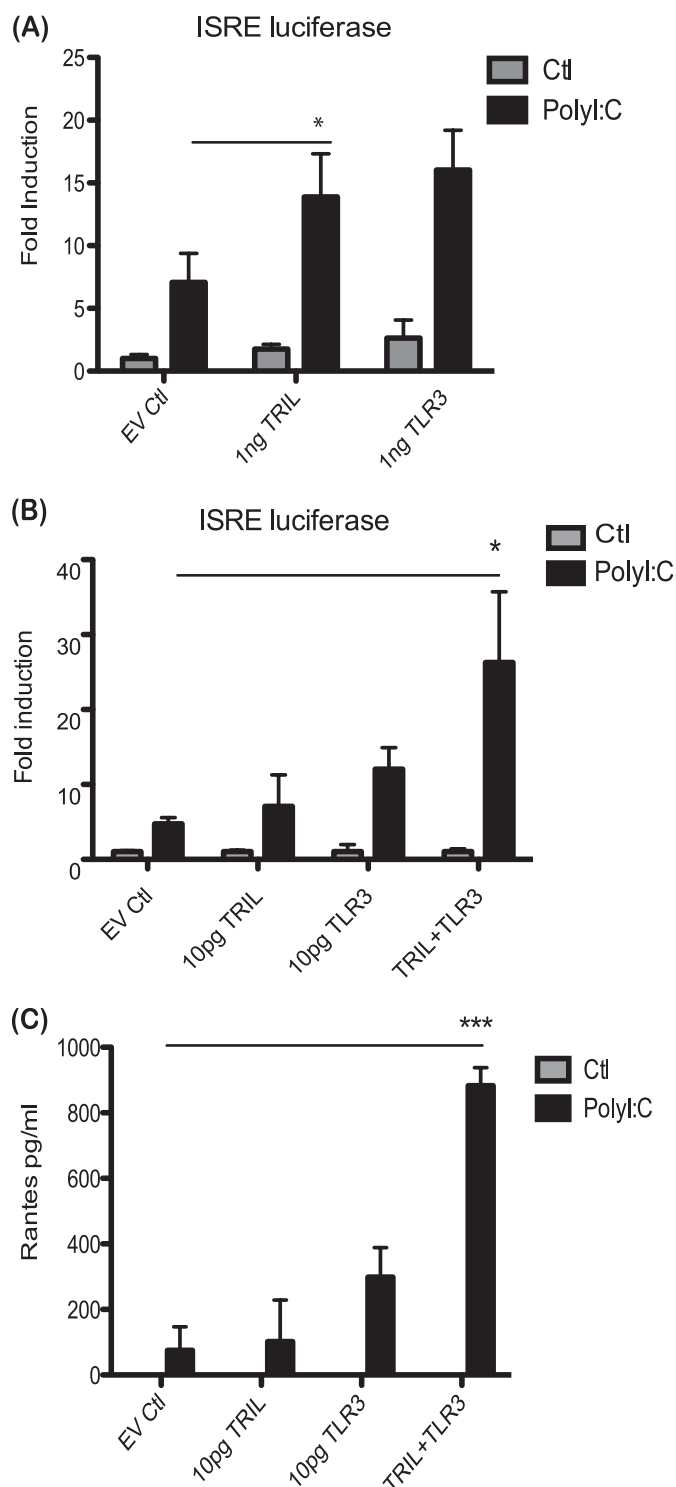 (A)
ISRE luciferase
Ctl
PolyI:C
Fold Induction
25
20
15
10
5
0
*
EV Ctl
1ng TRIL
1ng TLR3
(B)
ISRE luciferase
Ctl
PolyI:C
Fold induction
40
30
20
10
0
*
EV Ctl
10pg TRIL
10pg TLR3
TRIL+TLR3
(C)
Ctl
PolyI:C
Rantes pg/ml
1000
800
600
400
200
0
***
EV Ctl
10pg TRIL
10pg TLR3
TRIL+TLR3